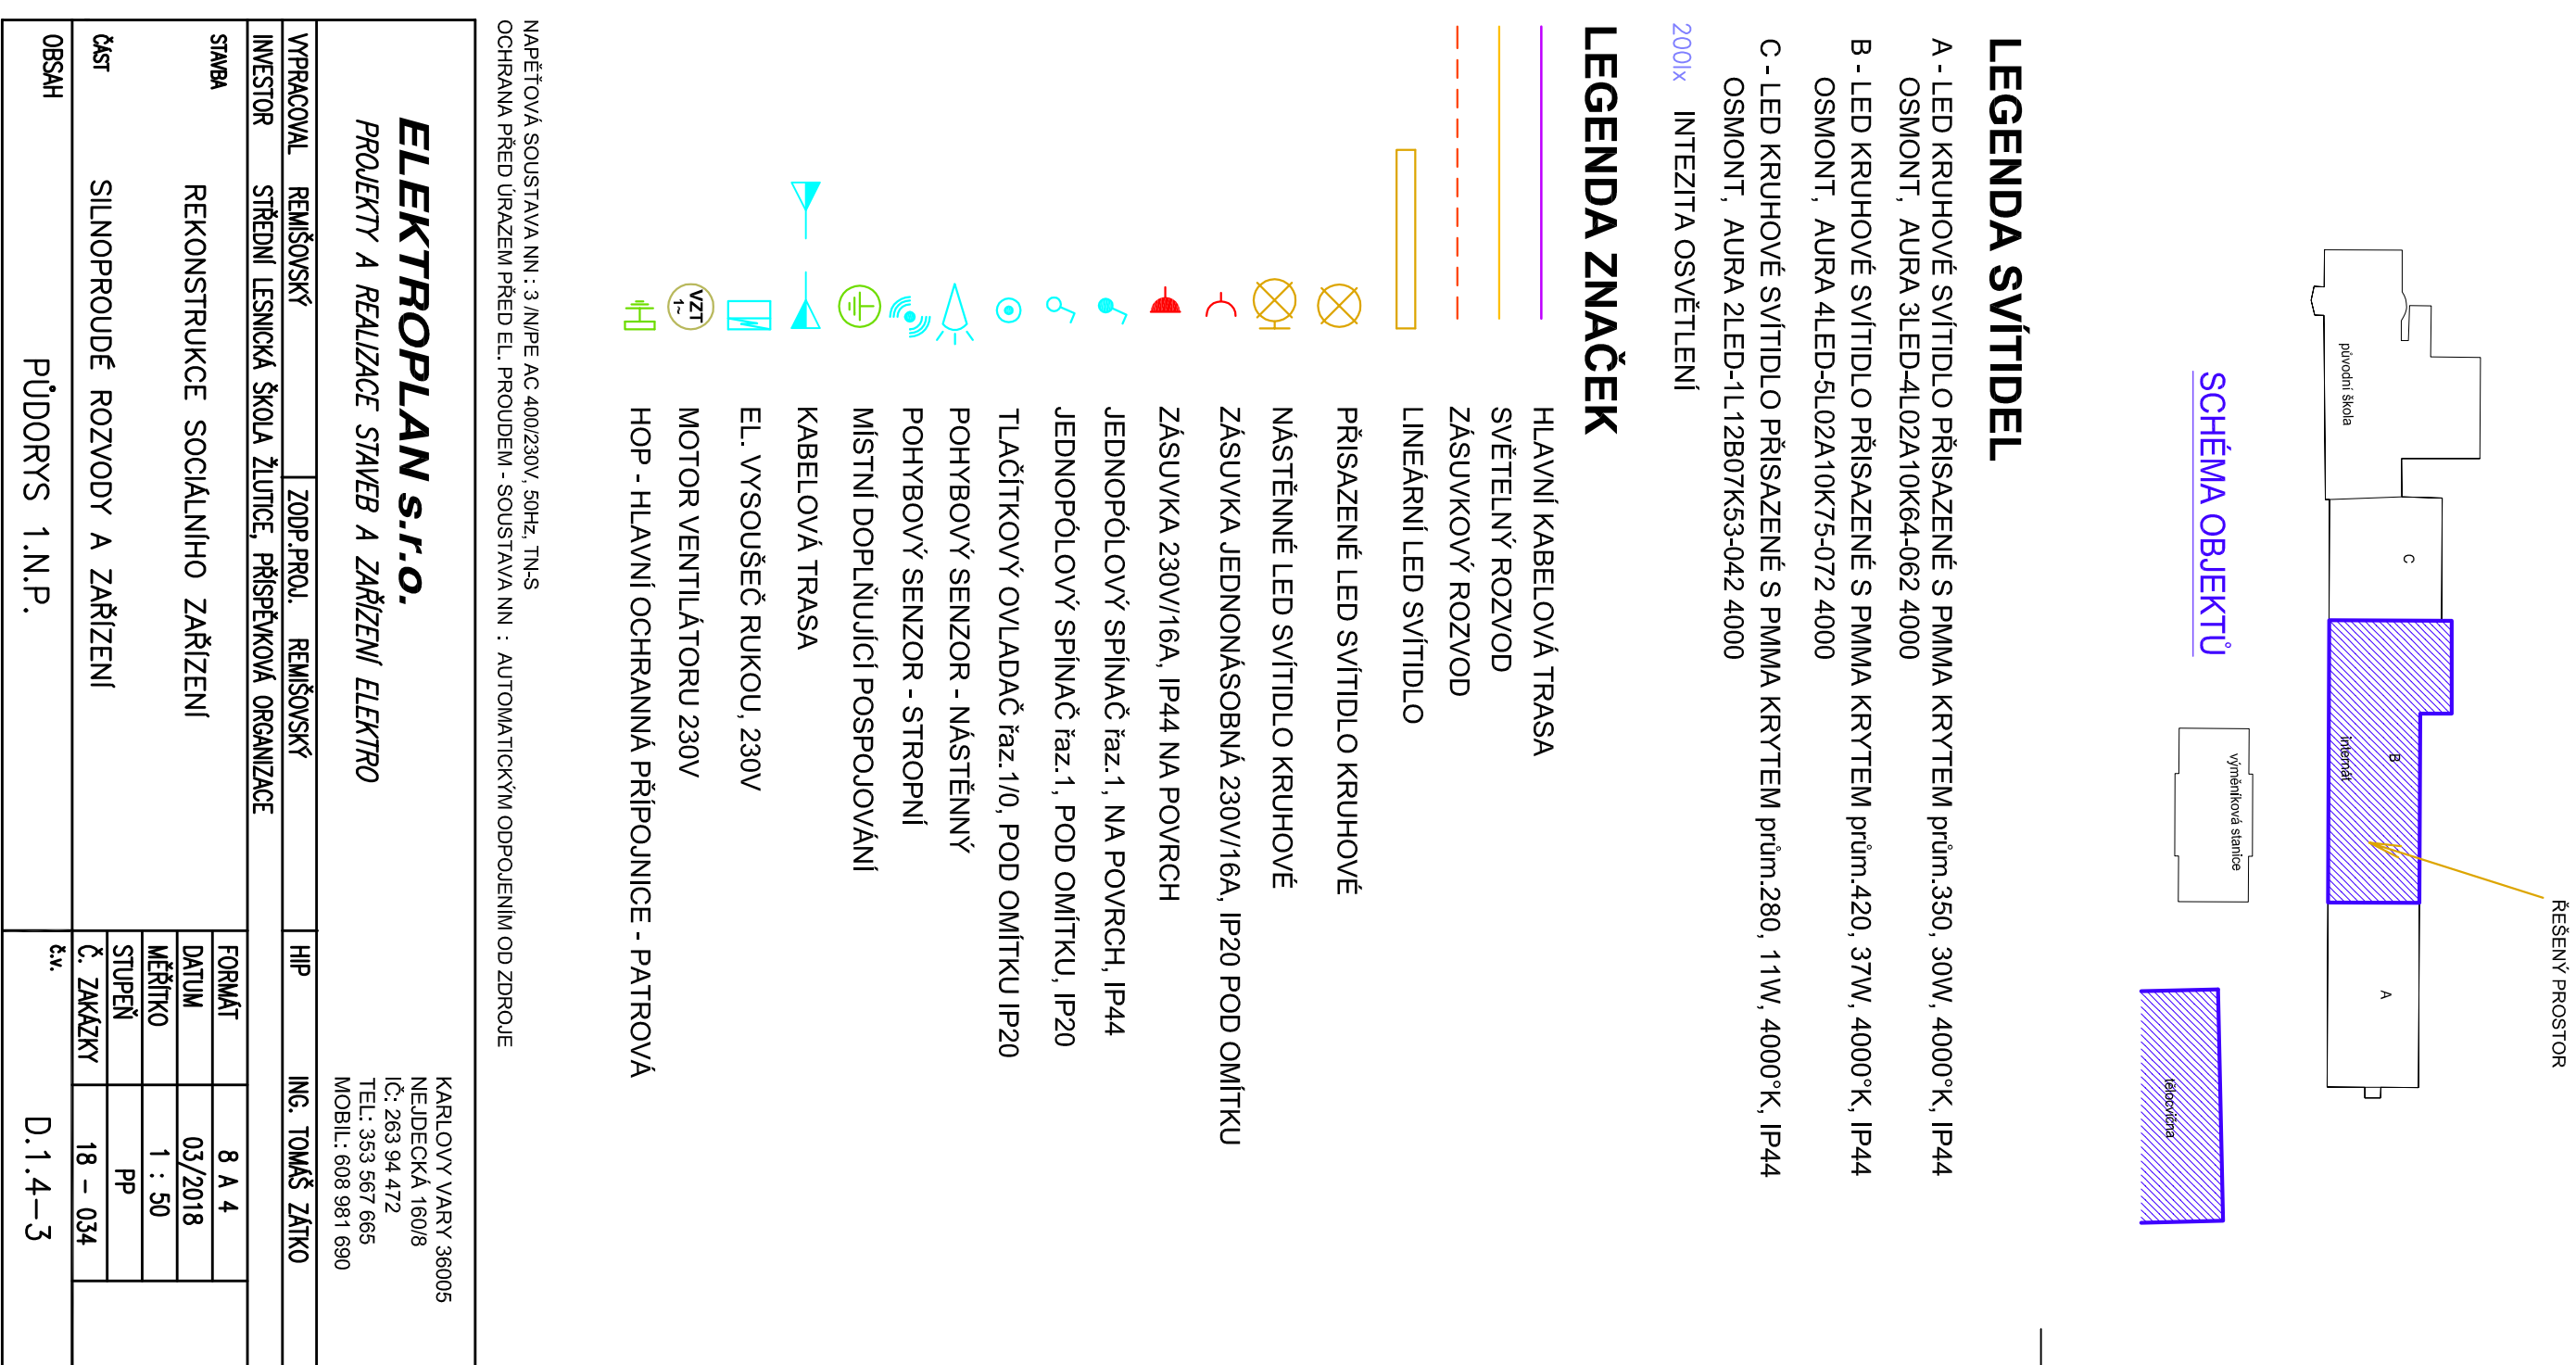 ŘEŠENÝ PROSTOR
původní škola
C
B
internát
A
výměníková stanice
tělocvična
SCHÉMA OBJEKTŮ
LEGENDA SVÍTIDEL
A - LED KRUHOVÉ SVÍTIDLO PŘISAZENÉ S PMMA KRYTEM prům.350, 30W, 4000°K, IP44
OSMONT, AURA 3LED-4L02A10K64-062 4000
B - LED KRUHOVÉ SVÍTIDLO PŘISAZENÉ S PMMA KRYTEM prům.420, 37W, 4000°K, IP44
OSMONT, AURA 4LED-5L02A10K75-072 4000
C - LED KRUHOVÉ SVÍTIDLO PŘISAZENÉ S PMMA KRYTEM prům.280, 11W, 4000°K, IP44
OSMONT, AURA 2LED-1L12B07K53-042 4000
200lx INTEZITA OSVĚTLENÍ
LEGENDA ZNAČEK
HLAVNÍ KABELOVÁ TRASA
SVĚTELNÝ ROZVOD
ZÁSUVKOVÝ ROZVOD
LINEÁRNÍ LED SVÍTIDLO
PŘISAZENÉ LED SVÍTIDLO KRUHOVÉ
NÁSTĚNNÉ LED SVÍTIDLO KRUHOVÉ
ZÁSUVKA JEDNONÁSOBNÁ 230V/16A, IP20 POD OMÍTKU
ZÁSUVKA 230V/16A, IP44 NA POVRCH
JEDNOPÓLOVÝ SPÍNAČ řaz.1, NA POVRCH, IP44
JEDNOPÓLOVÝ SPÍNAČ řaz.1, POD OMÍTKU, IP20
TLAČÍTKOVÝ OVLADAČ řaz.1/0, POD OMÍTKU IP20
POHYBOVÝ SENZOR - NÁSTĚNNÝ
POHYBOVÝ SENZOR - STROPNÍ
MÍSTNÍ DOPLŇUJÍCÍ POSPOJOVÁNÍ
KABELOVÁ TRASA
EL. VYSOUŠEČ RUKOU, 230V
VZT
1~
MOTOR VENTILÁTORU 230V
HOP - HLAVNÍ OCHRANNÁ PŘÍPOJNICE - PATROVÁ
NAPĚŤOVÁ SOUSTAVA NN : 3 /N/PE AC 400/230V, 50Hz, TN-S
OCHRANA PŘED ÚRAZEM PŘED EL. PROUDEM - SOUSTAVA NN : AUTOMATICKÝM ODPOJENÍM OD ZDROJE
ELEKTROPLAN s.r.o.
PROJEKTY A REALIZACE STAVEB A ZAŘÍZENÍ ELEKTRO
KARLOVY VARY 36005
NEJDECKÁ 160/8
IČ: 263 94 472
TEL: 353 567 665
MOBIL: 608 981 690
VYPRACOVAL REMIŠOVSKÝ ZODP.PROJ. REMIŠOVSKÝ HIP ING. TOMÁŠ ZÁTKO
INVESTOR STŘEDNÍ LESNICKÁ ŠKOLA ŽLUTICE, PŘÍSPĚVKOVÁ ORGANIZACE
STAVBA
REKONSTRUKCE SOCIÁLNÍHO ZAŘÍZENÍ
ČÁST SILNOPROUDÉ ROZVODY A ZAŘÍZENÍ
FORMÁT 8 A 4
DATUM 03/2018
MĚŘÍTKO 1 : 50
STUPEŇ PP
Č. ZAKÁZKY 18 - 034
OBSAH PŮDORYS 1.N.P.
č.v. D.1.4-3